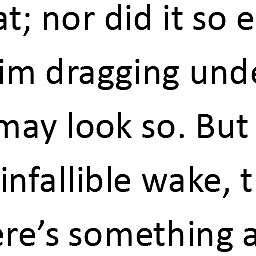 at; nor did it so e
im dragging unde
may look so. But
infallible wake, t
ere’s something a